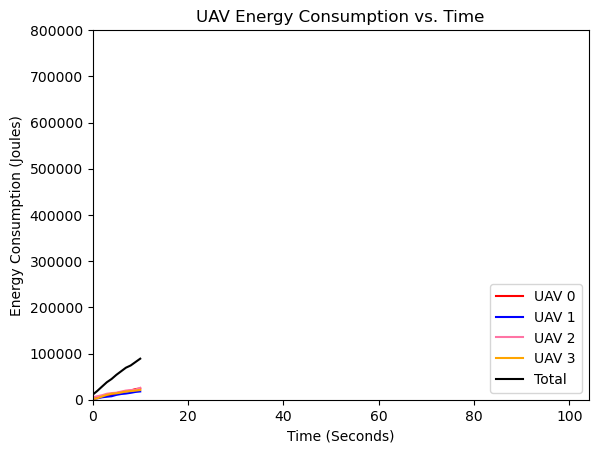 UAV Energy Consumption vs. Time
800000
700000
600000
500000
400000
300000
200000
100000
0
Energy Consumption (Joules)
0 20 40 60 80 100
Time (Seconds)
UAV 0
UAV 1
UAV 2
UAV 3
Total